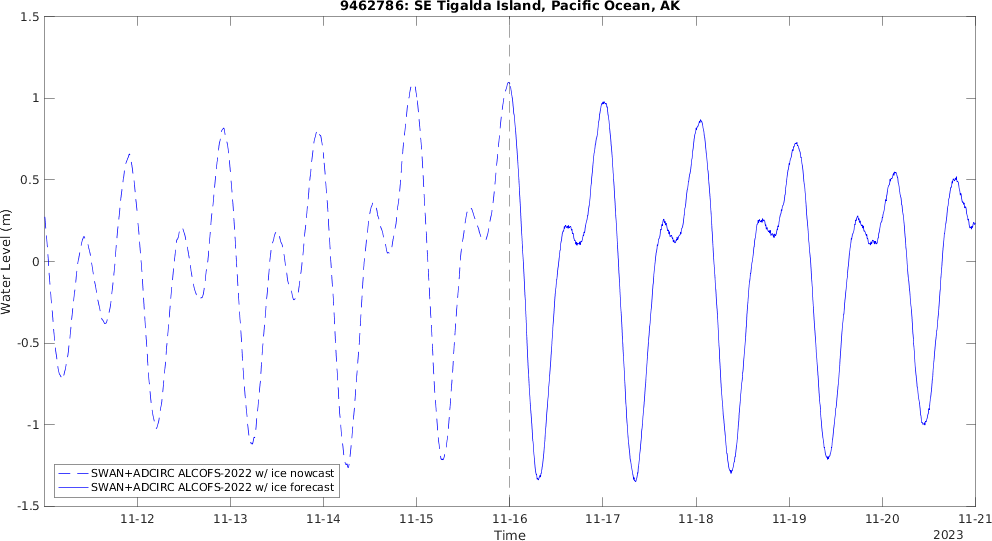 9462786: SE Tigalda Island, Pacific Ocean, AK
1.5
1
0.5
0
-0.5
-1
-1.5
Water Level (m)
SWAN+ADCIRC ALCOFS-2022 w/ ice nowcast
SWAN+ADCIRC ALCOFS-2022 w/ ice forecast
11-12 11-13 11-14 11-15 11-16 11-17 11-18 11-19 11-20 11-21
Time
2023